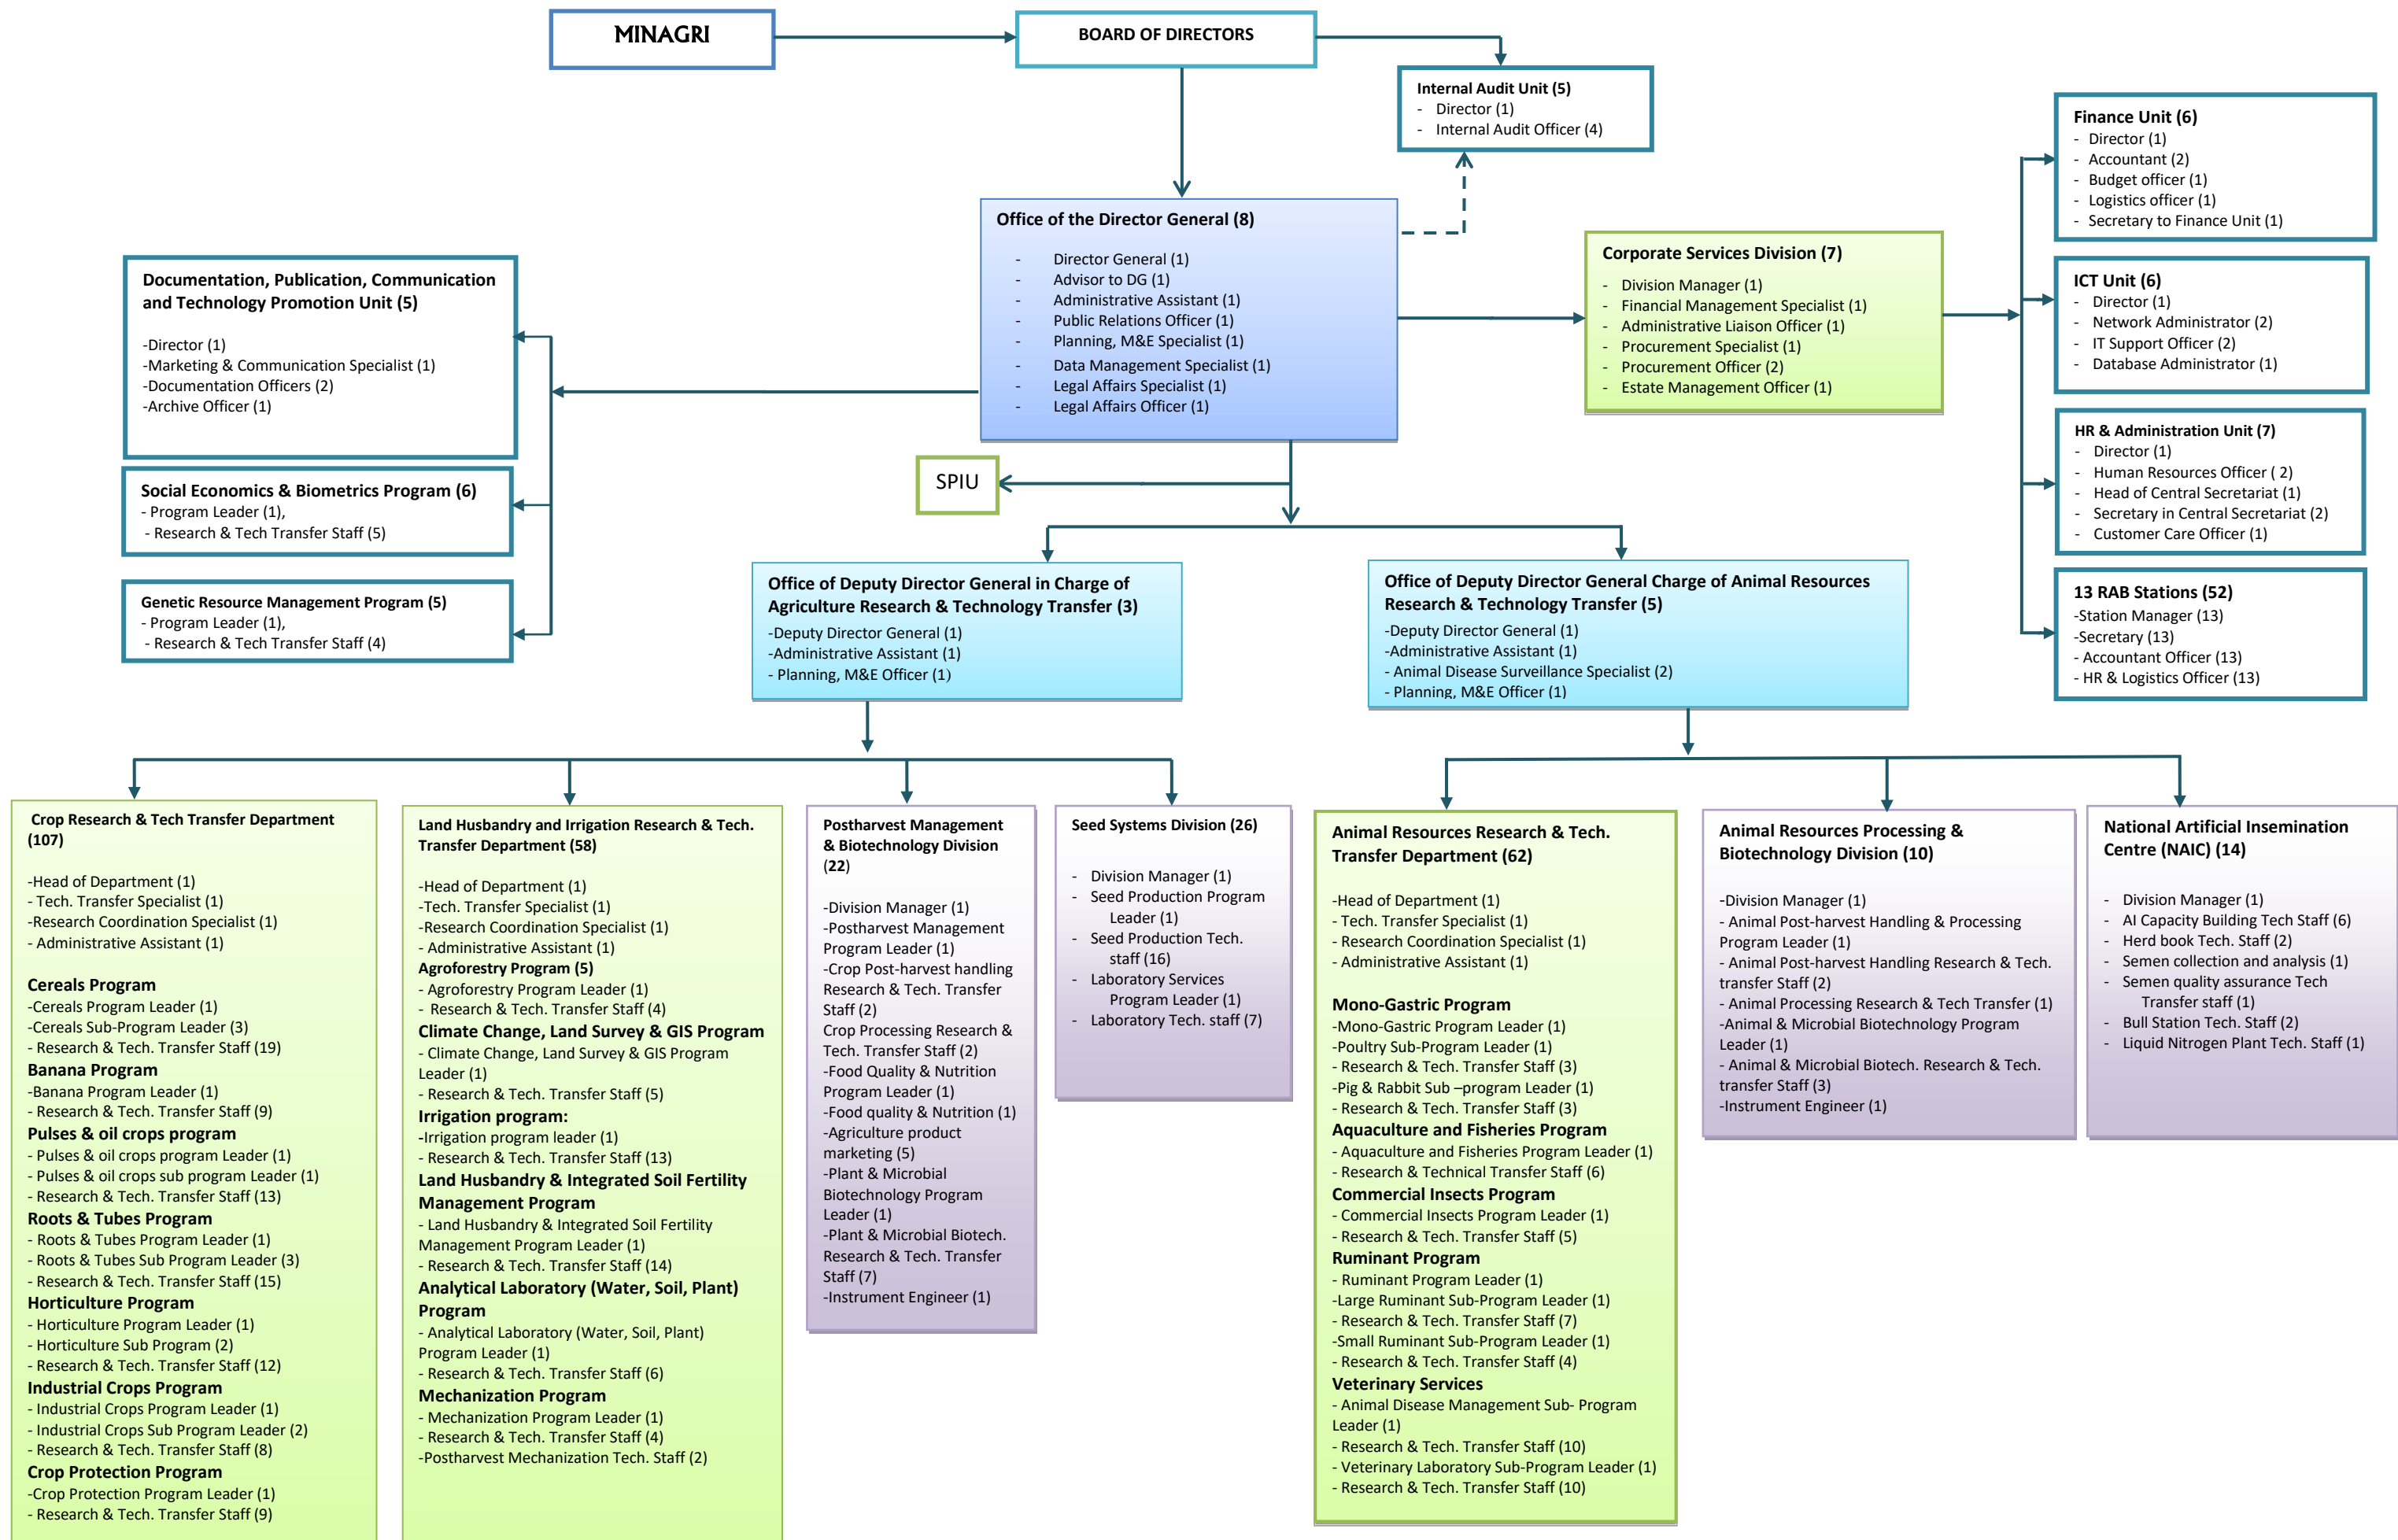 MINAGRI
BOARD OF DIRECTORS
Internal Audit Unit (5)
- Director (1)
- Internal Audit Officer (4)
Finance Unit (6)
- Director (1)
- Accountant (2)
- Budget officer (1)
- Logistics officer (1)
- Secretary to Finance Unit (1)
Office of the Director General (8)
- Director General (1)
- Advisor to DG (1)
- Administrative Assistant (1)
- Public Relations Officer (1)
- Planning, M&E Specialist (1)
- Data Management Specialist (1)
- Legal Affairs Specialist (1)
- Legal Affairs Officer (1)
Corporate Services Division (7)
- Division Manager (1)
- Financial Management Specialist (1)
- Administrative Liaison Officer (1)
- Procurement Specialist (1)
- Procurement Officer (2)
- Estate Management Officer (1)
Documentation, Publication, Communication
and Technology Promotion Unit (5)
-Director (1)
-Marketing & Communication Specialist (1)
-Documentation Officers (2)
-Archive Officer (1)
ICT Unit (6)
- Director (1)
- Network Administrator (2)
- IT Support Officer (2)
- Database Administrator (1)
HR & Administration Unit (7)
- Director (1)
- Human Resources Officer ( 2)
- Head of Central Secretariat (1)
- Secretary in Central Secretariat (2)
- Customer Care Officer (1)
SPIU
Social Economics & Biometrics Program (6)
- Program Leader (1),
- Research & Tech Transfer Staff (5)
Genetic Resource Management Program (5)
- Program Leader (1),
- Research & Tech Transfer Staff (4)
Office of Deputy Director General in Charge of
Agriculture Research & Technology Transfer (3)
-Deputy Director General (1)
-Administrative Assistant (1)
- Planning, M&E Officer (1)
Office of Deputy Director General Charge of Animal Resources
Research & Technology Transfer (5)
-Deputy Director General (1)
-Administrative Assistant (1)
- Animal Disease Surveillance Specialist (2)
- Planning, M&E Officer (1)
13 RAB Stations (52)
-Station Manager (13)
-Secretary (13)
- Accountant Officer (13)
- HR & Logistics Officer (13)
Crop Research & Tech Transfer Department
(107)
-Head of Department (1)
- Tech. Transfer Specialist (1)
-Research Coordination Specialist (1)
- Administrative Assistant (1)
Cereals Program
-Cereals Program Leader (1)
-Cereals Sub-Program Leader (3)
- Research & Tech. Transfer Staff (19)
Banana Program
-Banana Program Leader (1)
- Research & Tech. Transfer Staff (9)
Pulses & oil crops program
- Pulses & oil crops program Leader (1)
- Pulses & oil crops sub program Leader (1)
- Research & Tech. Transfer Staff (13)
Roots & Tubes Program
- Roots & Tubes Program Leader (1)
- Roots & Tubes Sub Program Leader (3)
- Research & Tech. Transfer Staff (15)
Horticulture Program
- Horticulture Program Leader (1)
- Horticulture Sub Program (2)
- Research & Tech. Transfer Staff (12)
Industrial Crops Program
- Industrial Crops Program Leader (1)
- Industrial Crops Sub Program Leader (2)
- Research & Tech. Transfer Staff (8)
Crop Protection Program
-Crop Protection Program Leader (1)
- Research & Tech. Transfer Staff (9)
Land Husbandry and Irrigation Research & Tech.
Transfer Department (58)
-Head of Department (1)
-Tech. Transfer Specialist (1)
-Research Coordination Specialist (1)
- Administrative Assistant (1)
Agroforestry Program (5)
- Agroforestry Program Leader (1)
- Research & Tech. Transfer Staff (4)
Climate Change, Land Survey & GIS Program
- Climate Change, Land Survey & GIS Program
Leader (1)
- Research & Tech. Transfer Staff (5)
Irrigation program:
-Irrigation program leader (1)
- Research & Tech. Transfer Staff (13)
Land Husbandry & Integrated Soil Fertility
Management Program
- Land Husbandry & Integrated Soil Fertility
Management Program Leader (1)
- Research & Tech. Transfer Staff (14)
Analytical Laboratory (Water, Soil, Plant)
Program
- Analytical Laboratory (Water, Soil, Plant)
Program Leader (1)
- Research & Tech. Transfer Staff (6)
Mechanization Program
- Mechanization Program Leader (1)
- Research & Tech. Transfer Staff (4)
-Postharvest Mechanization Tech. Staff (2)
Postharvest Management
& Biotechnology Division
(22)
-Division Manager (1)
-Postharvest Management
Program Leader (1)
-Crop Post-harvest handling
Research & Tech. Transfer
Staff (2)
Crop Processing Research &
Tech. Transfer Staff (2)
-Food Quality & Nutrition
Program Leader (1)
-Food quality & Nutrition (1)
-Agriculture product
marketing (5)
-Plant & Microbial
Biotechnology Program
Leader (1)
-Plant & Microbial Biotech.
Research & Tech. Transfer
Staff (7)
-Instrument Engineer (1)
Seed Systems Division (26)
- Division Manager (1)
- Seed Production Program
Leader (1)
- Seed Production Tech.
staff (16)
- Laboratory Services
Program Leader (1)
- Laboratory Tech. staff (7)
Animal Resources Research & Tech.
Transfer Department (62)
-Head of Department (1)
- Tech. Transfer Specialist (1)
- Research Coordination Specialist (1)
- Administrative Assistant (1)
Mono-Gastric Program
-Mono-Gastric Program Leader (1)
-Poultry Sub-Program Leader (1)
- Research & Tech. Transfer Staff (3)
-Pig & Rabbit Sub –program Leader (1)
- Research & Tech. Transfer Staff (3)
Aquaculture and Fisheries Program
- Aquaculture and Fisheries Program Leader (1)
- Research & Technical Transfer Staff (6)
Commercial Insects Program
- Commercial Insects Program Leader (1)
- Research & Tech. Transfer Staff (5)
Ruminant Program
- Ruminant Program Leader (1)
-Large Ruminant Sub-Program Leader (1)
- Research & Tech. Transfer Staff (7)
-Small Ruminant Sub-Program Leader (1)
- Research & Tech. Transfer Staff (4)
Veterinary Services
- Animal Disease Management Sub- Program
Leader (1)
- Research & Tech. Transfer Staff (10)
- Veterinary Laboratory Sub-Program Leader (1)
- Research & Tech. Transfer Staff (10)
Animal Resources Processing &
Biotechnology Division (10)
-Division Manager (1)
- Animal Post-harvest Handling & Processing
Program Leader (1)
- Animal Post-harvest Handling Research & Tech.
transfer Staff (2)
- Animal Processing Research & Tech Transfer (1)
-Animal & Microbial Biotechnology Program
Leader (1)
- Animal & Microbial Biotech. Research & Tech.
transfer Staff (3)
-Instrument Engineer (1)
National Artificial Insemination
Centre (NAIC) (14)
- Division Manager (1)
- AI Capacity Building Tech Staff (6)
- Herd book Tech. Staff (2)
- Semen collection and analysis (1)
- Semen quality assurance Tech
Transfer staff (1)
- Bull Station Tech. Staff (2)
- Liquid Nitrogen Plant Tech. Staff (1)